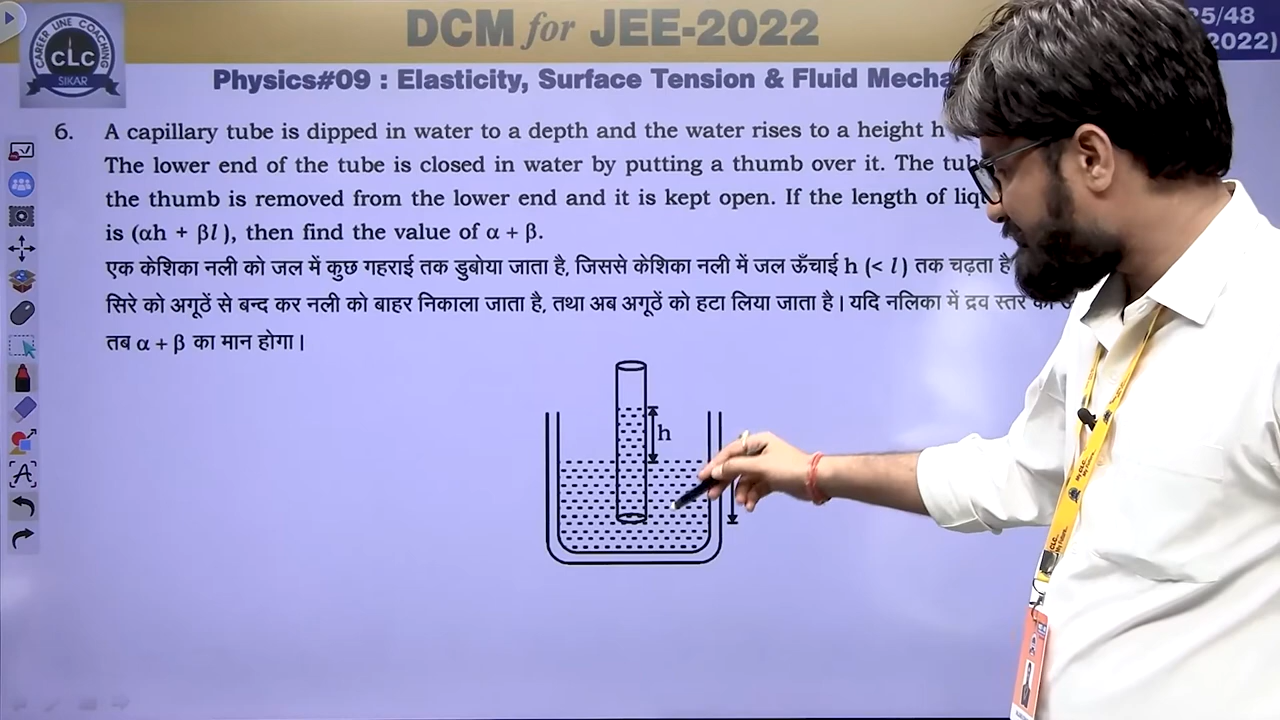 DCM for JEE-2022
25/48
2022)
CAREER LINE COACHING
CLC
SIKAR
Physics#09 : Elasticity, Surface Tension & Fluid Mecha
6. A capillary tube is dipped in water to a depth and the water rises to a height h
The lower end of the tube is closed in water by putting a thumb over it. The tub
the thumb is removed from the lower end and it is kept open. If the length of liq
is (αh + βl), then find the value of α + β.
एक केशिका नली को जल में कुछ गहराई तक डुबोया जाता है, जिससे केशिका नली में जल ऊँचाई h (< l) तक चढ़ता है
सिरे को अगूठें से बन्द कर नली को बाहर निकाला जाता है, तथा अब अगूठें को हटा लिया जाता है। यदि नलिका में द्रव स्तर की
तब α + β का मान होगा।
h